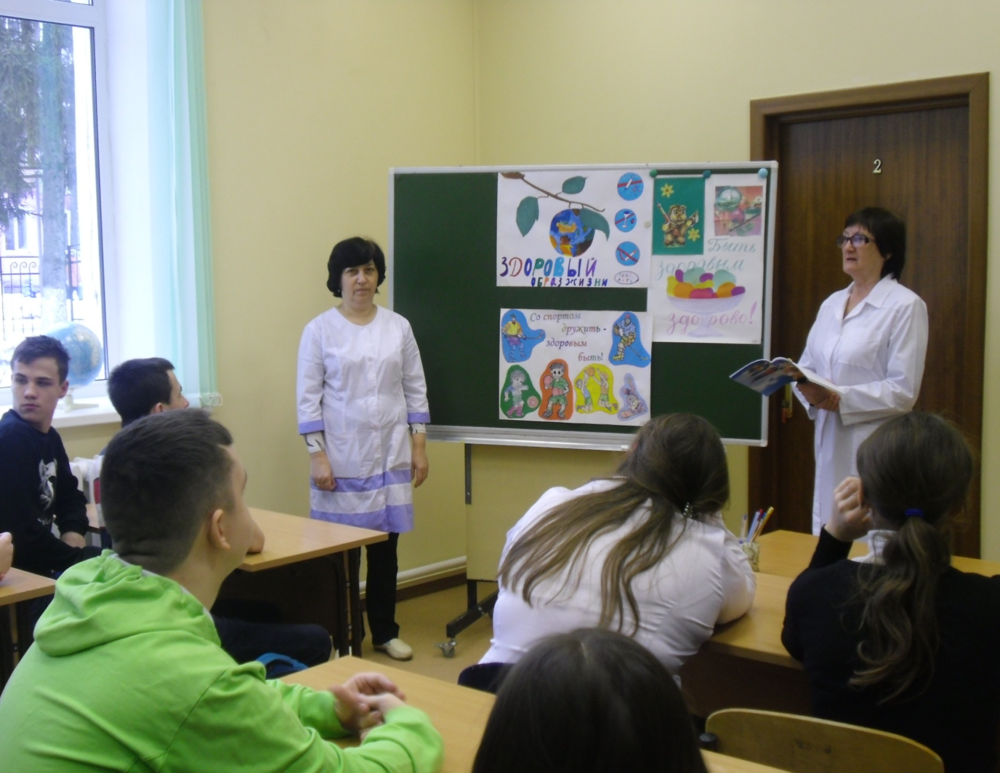 ЗДОРОВЫЙ
ОБРАЗ ЖИЗНИ
Быть
здоровым
здорово!
Со спортом
дружить -
здоровым
быть!
2